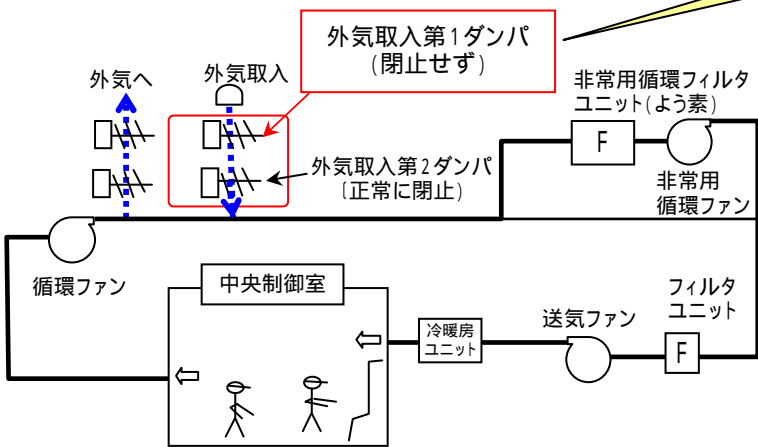 外気取入第1ダンパ
(閉止せず)
外気へ
外気取入
非常用循環フィルタ
ユニット(よう素)
F
外気取入第2ダンパ
(正常に閉止)
非常用
循環ファン
循環ファン
中央制御室
冷暖房
ユニット
送気ファン
フィルタ
ユニット
F